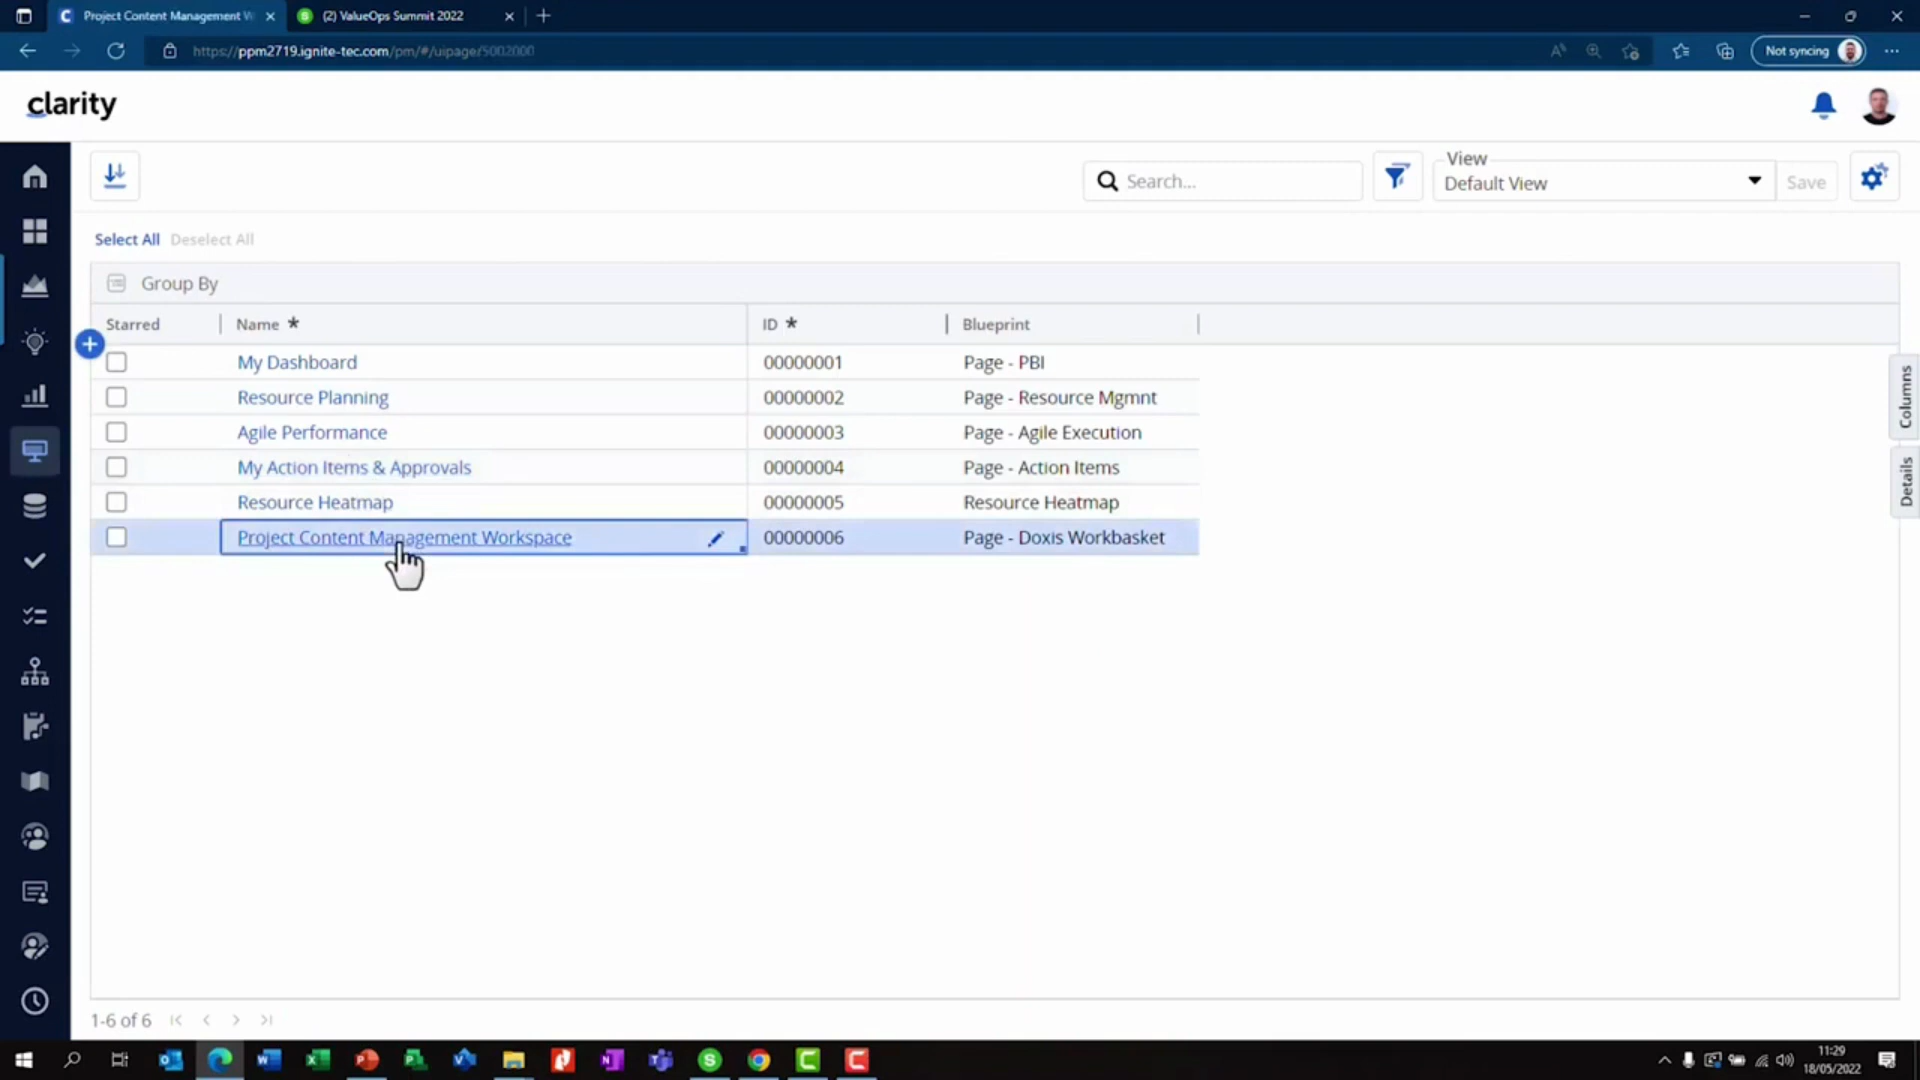 Project Content Management W
(2) ValueOps Summit 2022
https://ppm2719.ignite-tec.com/pm/#/uipage/5002000
Not syncing
clarity
Search...
View
Default View
Save
Select All Deselect All
Group By
Starred Name * ID * Blueprint
My Dashboard 00000001 Page - PBI
Resource Planning 00000002 Page - Resource Mgmnt
Agile Performance 00000003 Page - Agile Execution
My Action Items & Approvals 00000004 Page - Action Items
Resource Heatmap 00000005 Resource Heatmap
Project Content Management Workspace 00000006 Page - Doxis Workbasket
Columns
Details
1-6 of 6
11:29
18/05/2022